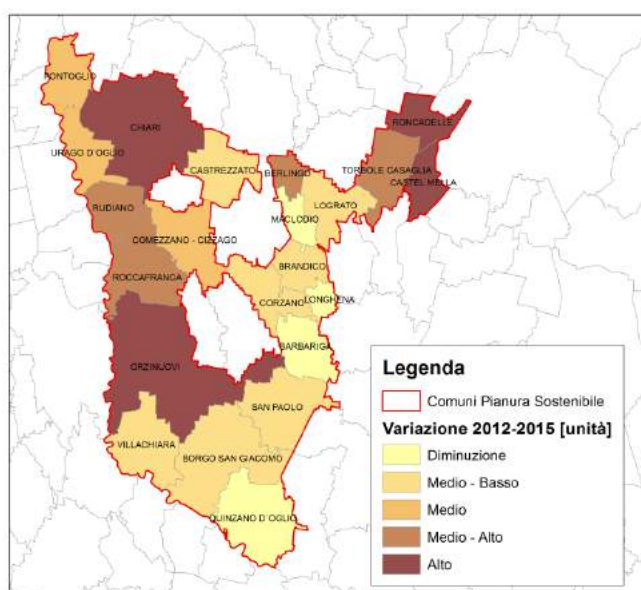 PONTOGLIO
CHIARI
RONCADELLE
URAGO D'OGLIO
CASTREZZATO
BERLINGO
TORBOLE CASAGLIA
CASTEL MELLA
RUDIANO
MACLODIO
LOGRATO
COMEZZANO - CIZZAGO
BRANDICO
ROCCAFRANCA
CORZANO
LONGHENA
BARBARIGA
ORZINUOVI
SAN PAOLO
VILLACHIARA
BORGO SAN GIACOMO
QUINZANO D'OGLIO
Legenda
Comuni Pianura Sostenibile
Variazione 2012-2015 [unità]
Diminuzione
Medio - Basso
Medio
Medio - Alto
Alto